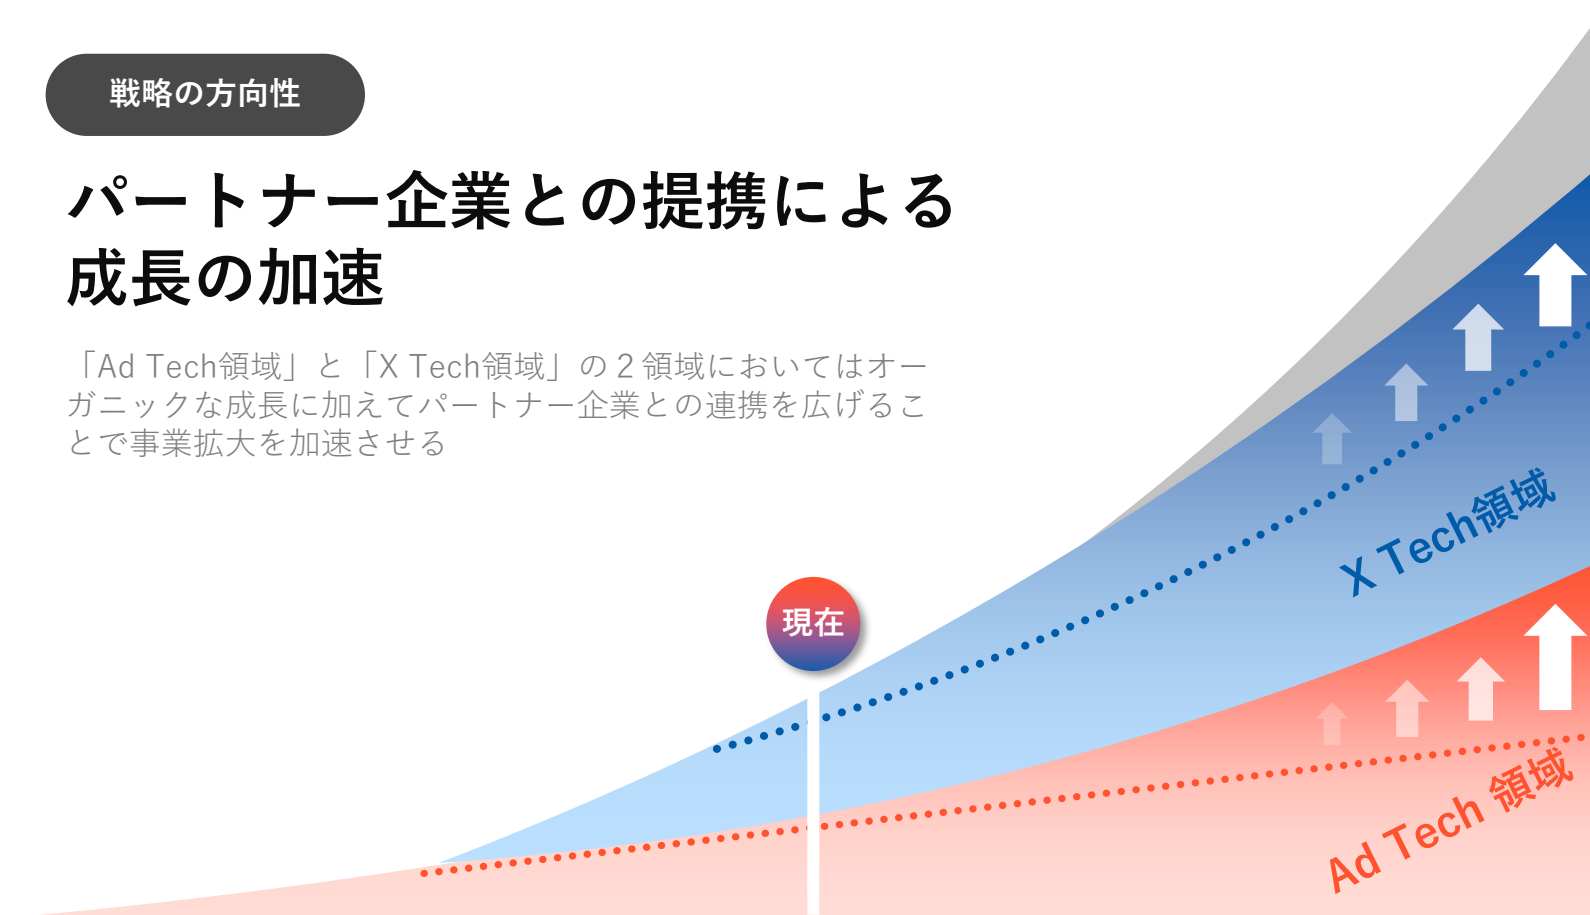 戦略の方向性
パートナー企業との提携による
成長の加速
「Ad Tech領域」と「X Tech領域」の２領域においてはオー
ガニックな成長に加えてパートナー企業との連携を広げるこ
とで事業拡大を加速させる
現在
X Tech領域
Ad Tech 領域